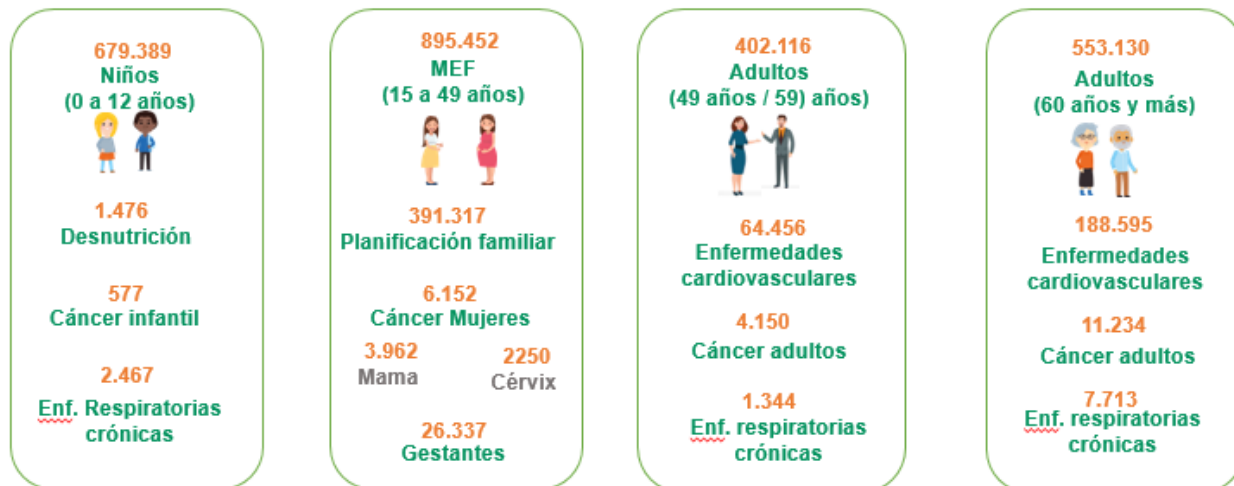 679.389
Niños
(0 a 12 años)
1.476
Desnutrición
577
Cáncer infantil
2.467
Enf. Respiratorias
crónicas
895.452
MEF
(15 a 49 años)
391.317
Planificación familiar
6.152
Cáncer Mujeres
3.962
Mama
2250
Cérvix
26.337
Gestantes
402.116
Adultos
(49 años / 59) años)
64.456
Enfermedades
cardiovasculares
4.150
Cáncer adultos
1.344
Enf. respiratorias
crónicas
553.130
Adultos
(60 años y más)
188.595
Enfermedades
cardiovasculares
11.234
Cáncer adultos
7.713
Enf. respiratorias
crónicas